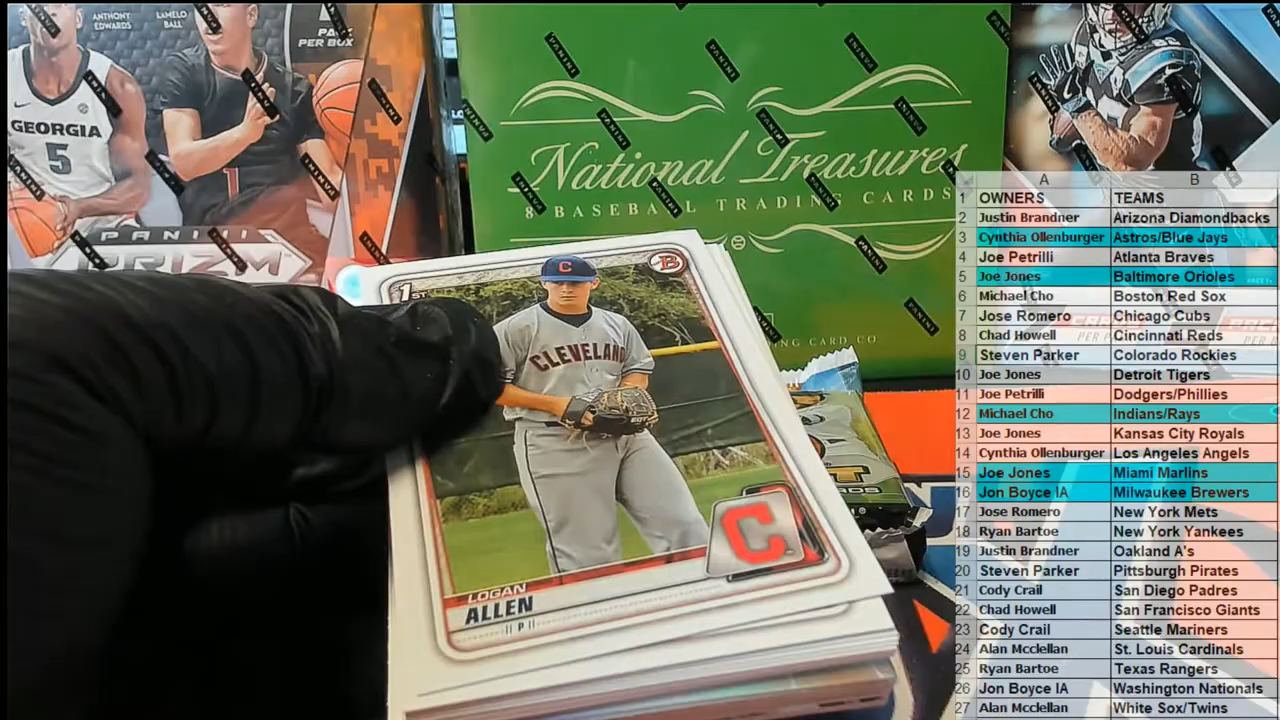 ANTHONY EDWARDS
LAMELO BALL
PER BOX
GEORGIA
5
1
PANINI
PRIZM
National Treasures
8 BASEBALL TRADING CARDS
1ST
B
C
CLEVELAND
C
LOGAN
ALLEN
P
A B
1 OWNERS TEAMS
2 Justin Brandner Arizona Diamondbacks
3 Cynthia Ollenburger Astros/Blue Jays
4 Joe Petrilli Atlanta Braves
5 Joe Jones Baltimore Orioles
6 Michael Cho Boston Red Sox
7 Jose Romero Chicago Cubs
8 Chad Howell Cincinnati Reds
9 Steven Parker Colorado Rockies
10 Joe Jones Detroit Tigers
11 Joe Petrilli Dodgers/Phillies
12 Michael Cho Indians/Rays
13 Joe Jones Kansas City Royals
14 Cynthia Ollenburger Los Angeles Angels
15 Joe Jones Miami Marlins
16 Jon Boyce IA Milwaukee Brewers
17 Jose Romero New York Mets
18 Ryan Bartoe New York Yankees
19 Justin Brandner Oakland A's
20 Steven Parker Pittsburgh Pirates
21 Cody Crail San Diego Padres
22 Chad Howell San Francisco Giants
23 Cody Crail Seattle Mariners
24 Alan Mcclellan St. Louis Cardinals
25 Ryan Bartoe Texas Rangers
26 Jon Boyce IA Washington Nationals
27 Alan Mcclellan White Sox/Twins